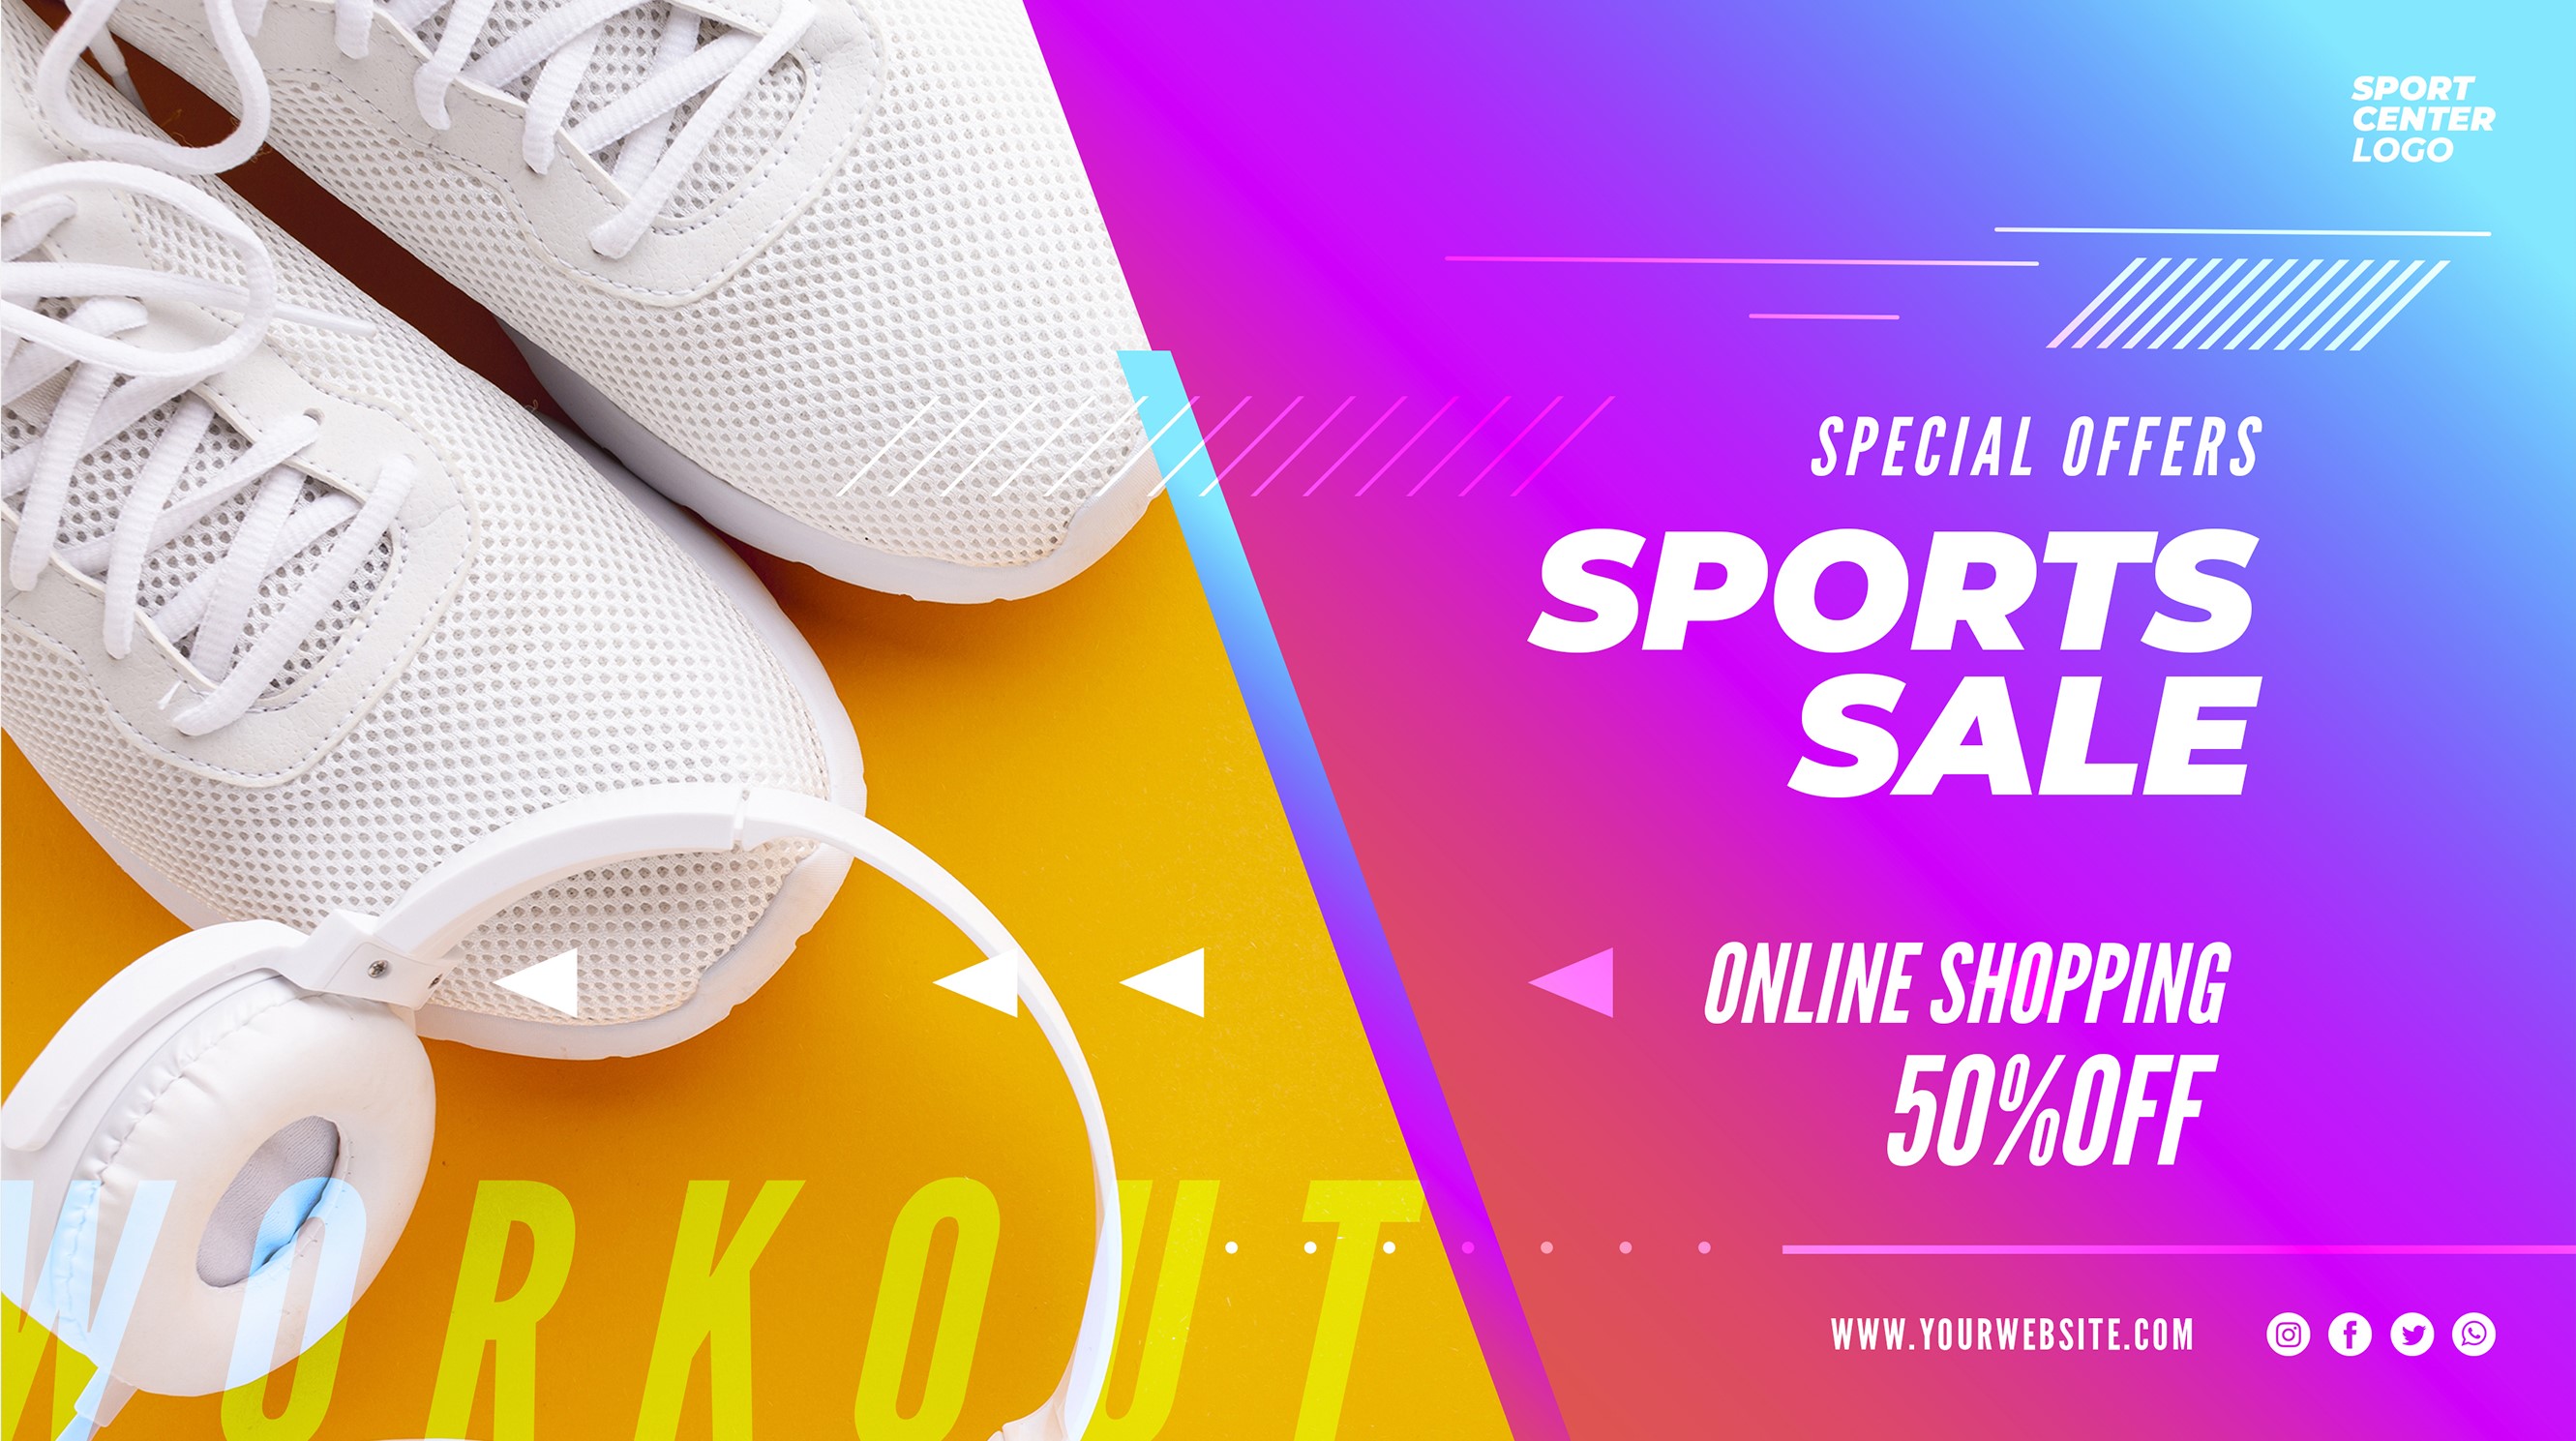 SPORT
CENTER
LOGO
SPECIAL OFFERS
SPORTS
SALE
ONLINE SHOPPING
50%OFF
WORKOUT
WWW.YOURWEBSITE.COM